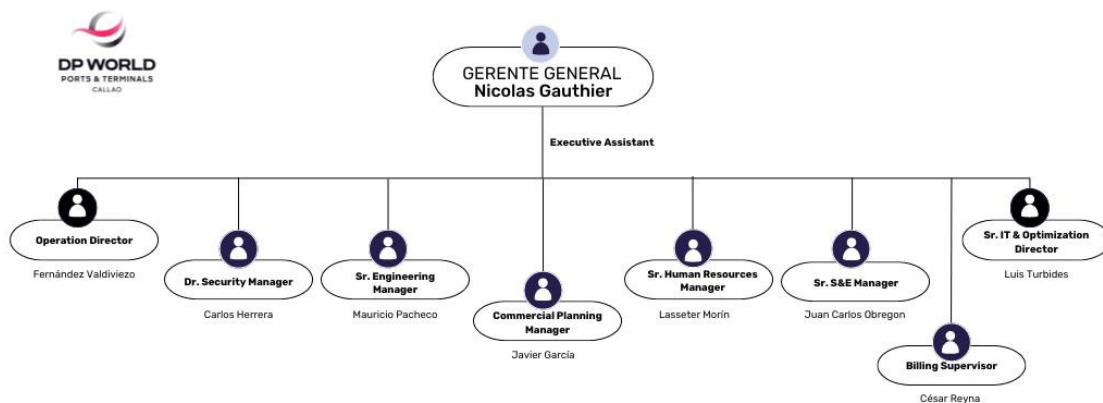 DP WORLD
PORTS & TERMINALS
CALLAO
GERENTE GENERAL
Nicolas Gauthier
Executive Assistant
Operation Director
Fernández Valdiviezo
Dr. Security Manager
Carlos Herrera
Sr. Engineering
Manager
Mauricio Pacheco
Commercial Planning
Manager
Javier García
Sr. Human Resources
Manager
Lasseter Morín
Sr. S&E Manager
Juan Carlos Obregon
Billing Supervisor
César Reyna
Sr. IT & Optimization
Director
Luis Turbides